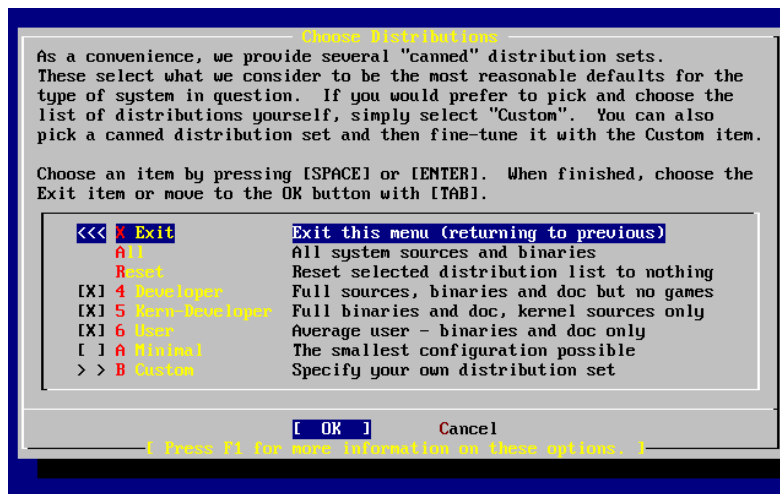 Choose Distributions
As a convenience, we provide several "canned" distribution sets.
These select what we consider to be the most reasonable defaults for the
type of system in question.  If you would prefer to pick and choose the
list of distributions yourself, simply select "Custom".  You can also
pick a canned distribution set and then fine-tune it with the Custom item.
Choose an item by pressing [SPACE] or [ENTER].  When finished, choose the
Exit item or move to the OK button with [TAB].
<<< X Exit Exit this menu (returning to previous)
All All system sources and binaries
Reset Reset selected distribution list to nothing
[X] 4 Developer Full sources, binaries and doc but no games
[X] 5 Kern-Developer Full binaries and doc, kernel sources only
[X] 6 User Average user - binaries and doc only
[ ] A Minimal The smallest configuration possible
> > B Custom Specify your own distribution set
[ OK ] Cancel
[ Press F1 for more information on these options. ]